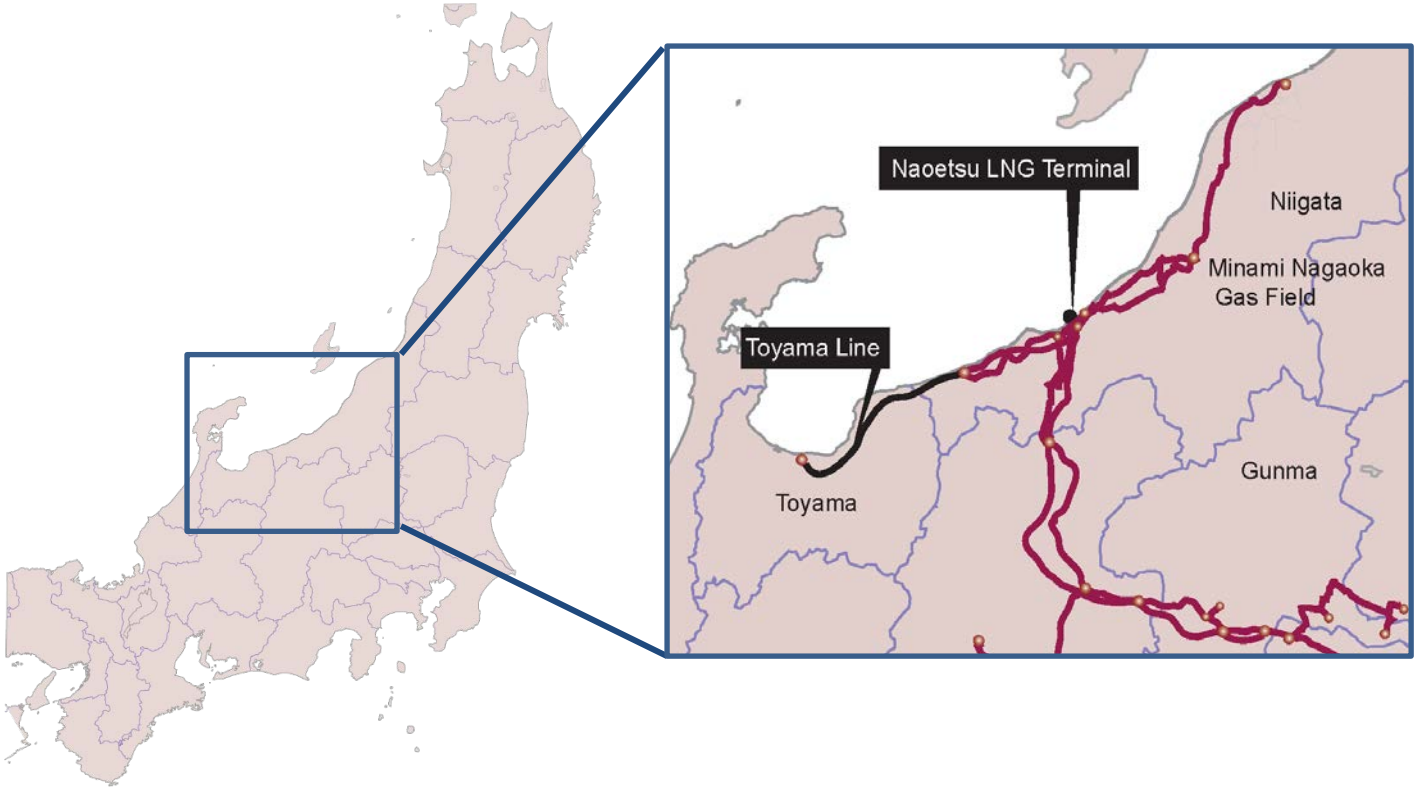 Naoetsu LNG Terminal
Niigata
Minami Nagaoka
Gas Field
Toyama Line
Gunma
Toyama